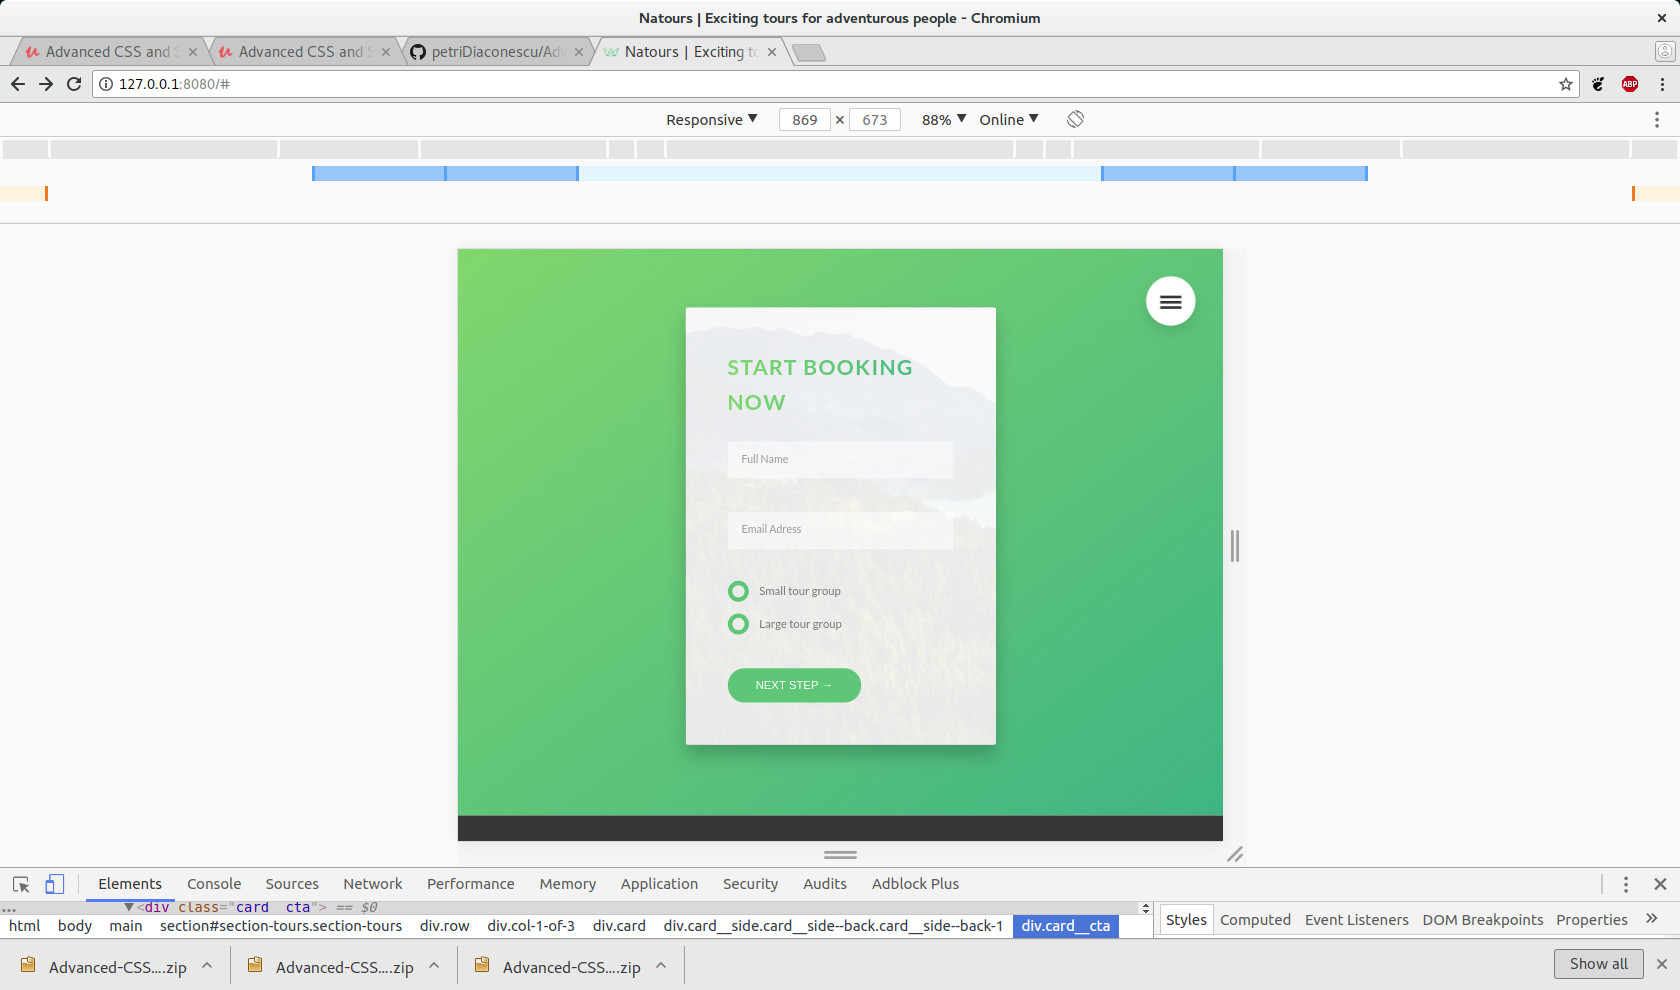 Natours | Exciting tours for adventurous people - Chromium
Advanced CSS and S
Advanced CSS and S
petriDiaconescu/Adv
Natours | Exciting to
127.0.0.1:8080/#
ABP
Responsive ▼ 869 × 673 88% ▼ Online ▼
START BOOKING
NOW
Full Name
Email Adress
Small tour group
Large tour group
NEXT STEP →
Elements Console Sources Network Performance Memory Application Security Audits Adblock Plus
... ▼<div class="card__cta"> == $0
html body main section#section-tours.section-tours div.row div.col-1-of-3 div.card div.card__side.card__side--back.card__side--back-1 div.card__cta
Styles Computed Event Listeners DOM Breakpoints Properties »
Advanced-CSS....zip Advanced-CSS....zip Advanced-CSS....zip Show all